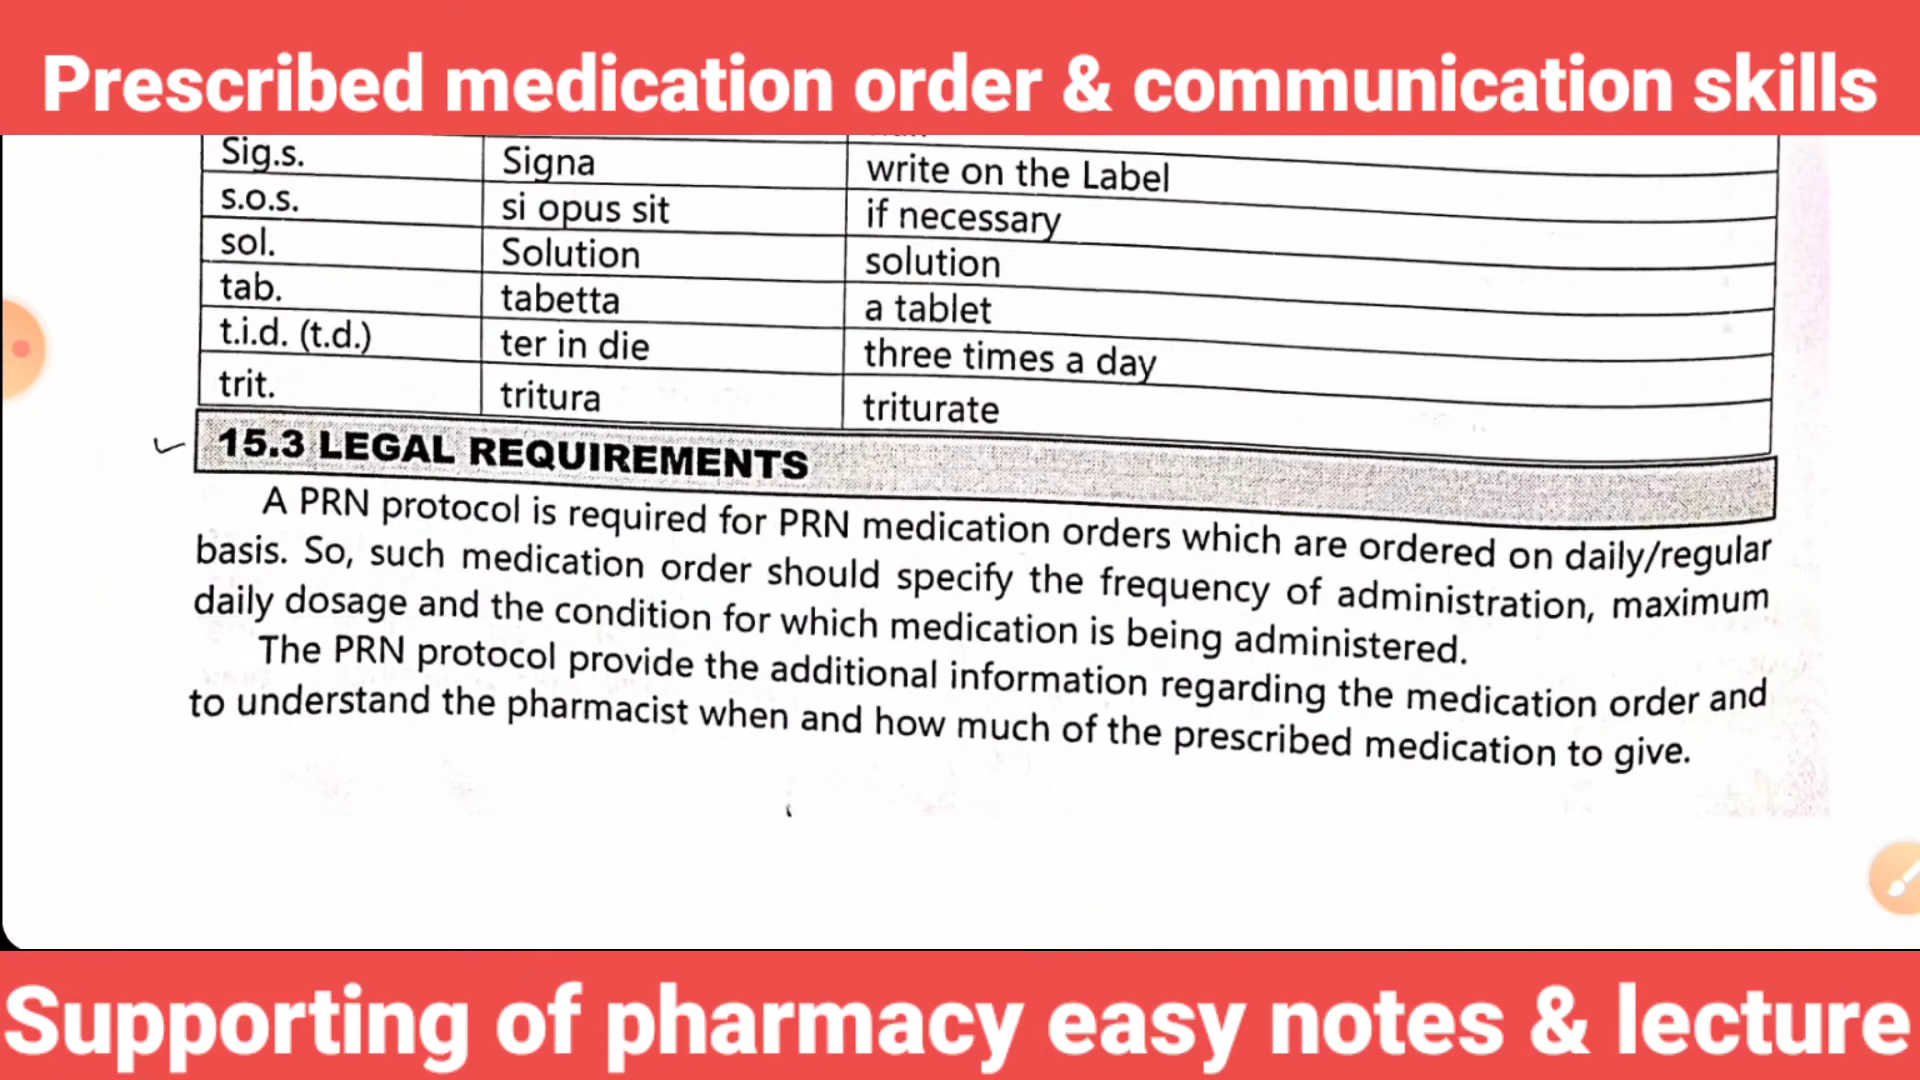 Prescribed medication order & communication skills
Sig.s. Signa write on the Label
s.o.s. si opus sit if necessary
sol. Solution solution
tab. tabetta a tablet
t.i.d. (t.d.) ter in die three times a day
trit. tritura triturate
15.3 LEGAL REQUIREMENTS
A PRN protocol is required for PRN medication orders which are ordered on daily/regular
basis. So, such medication order should specify the frequency of administration, maximum
daily dosage and the condition for which medication is being administered.
The PRN protocol provide the additional information regarding the medication order and
to understand the pharmacist when and how much of the prescribed medication to give.
Supporting of pharmacy easy notes & lecture